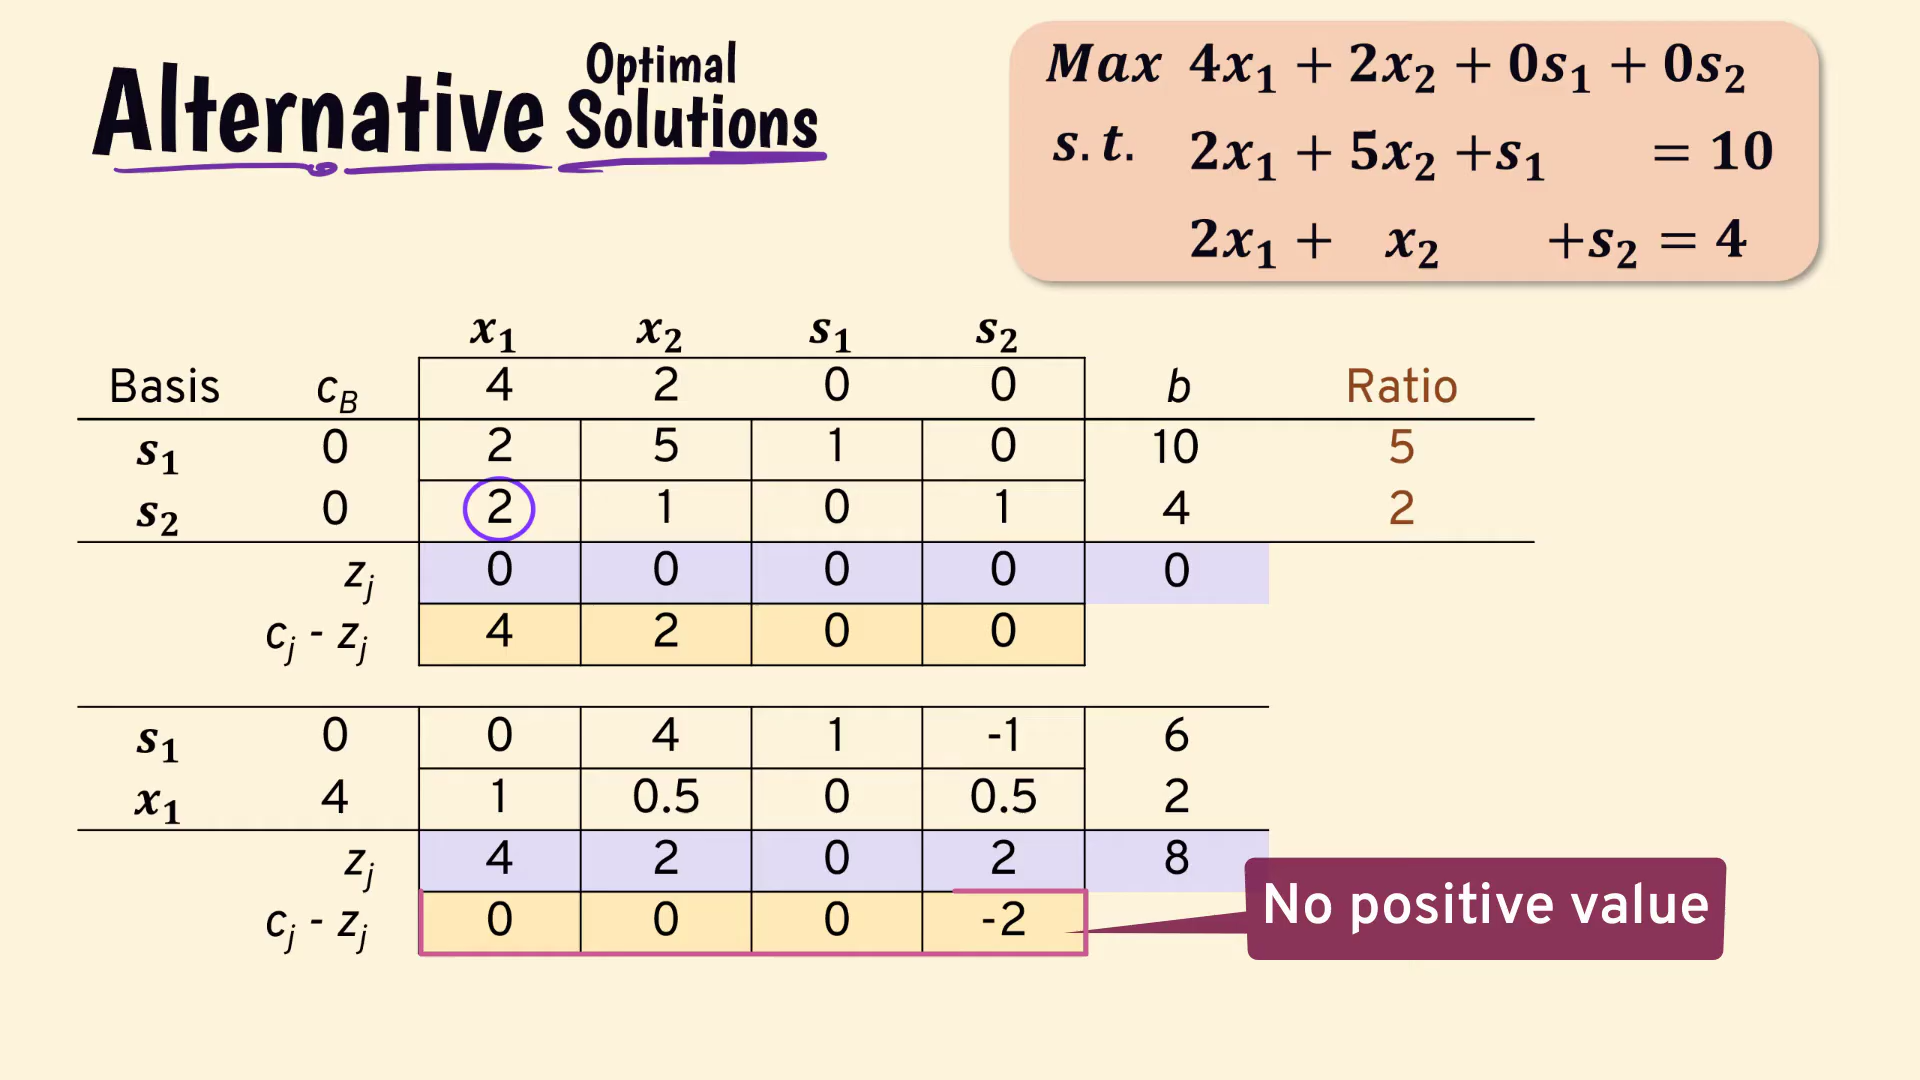 Alternative Optimal Solutions
Max 4x₁ + 2x₂ + 0s₁ + 0s₂
s.t. 2x₁ + 5x₂ +s₁ = 10
2x₁ + x₂ +s₂ = 4
x₁ x₂ s₁ s₂
Basis c_B 4 2 0 0 b Ratio
s₁ 0 2 5 1 0 10 5
s₂ 0 2 1 0 1 4 2
z_j 0 0 0 0 0
c_j - z_j 4 2 0 0
s₁ 0 0 4 1 -1 6
x₁ 4 1 0.5 0 0.5 2
z_j 4 2 0 2 8
c_j - z_j 0 0 0 -2
No positive value